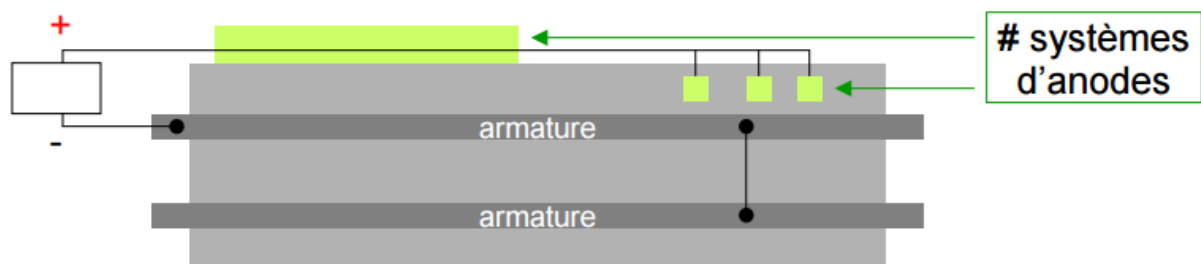 +
# systèmes
d'anodes
armature
-
armature